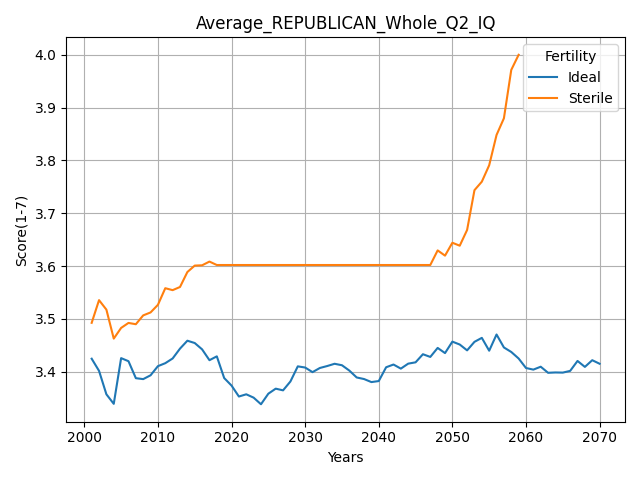 Average_REPUBLICAN_Whole_Q2_IQ
4.0
3.9
3.8
3.7
3.6
3.5
3.4
Score(1-7)
Fertility
Ideal
Sterile
2000 2010 2020 2030 2040 2050 2060 2070
Years